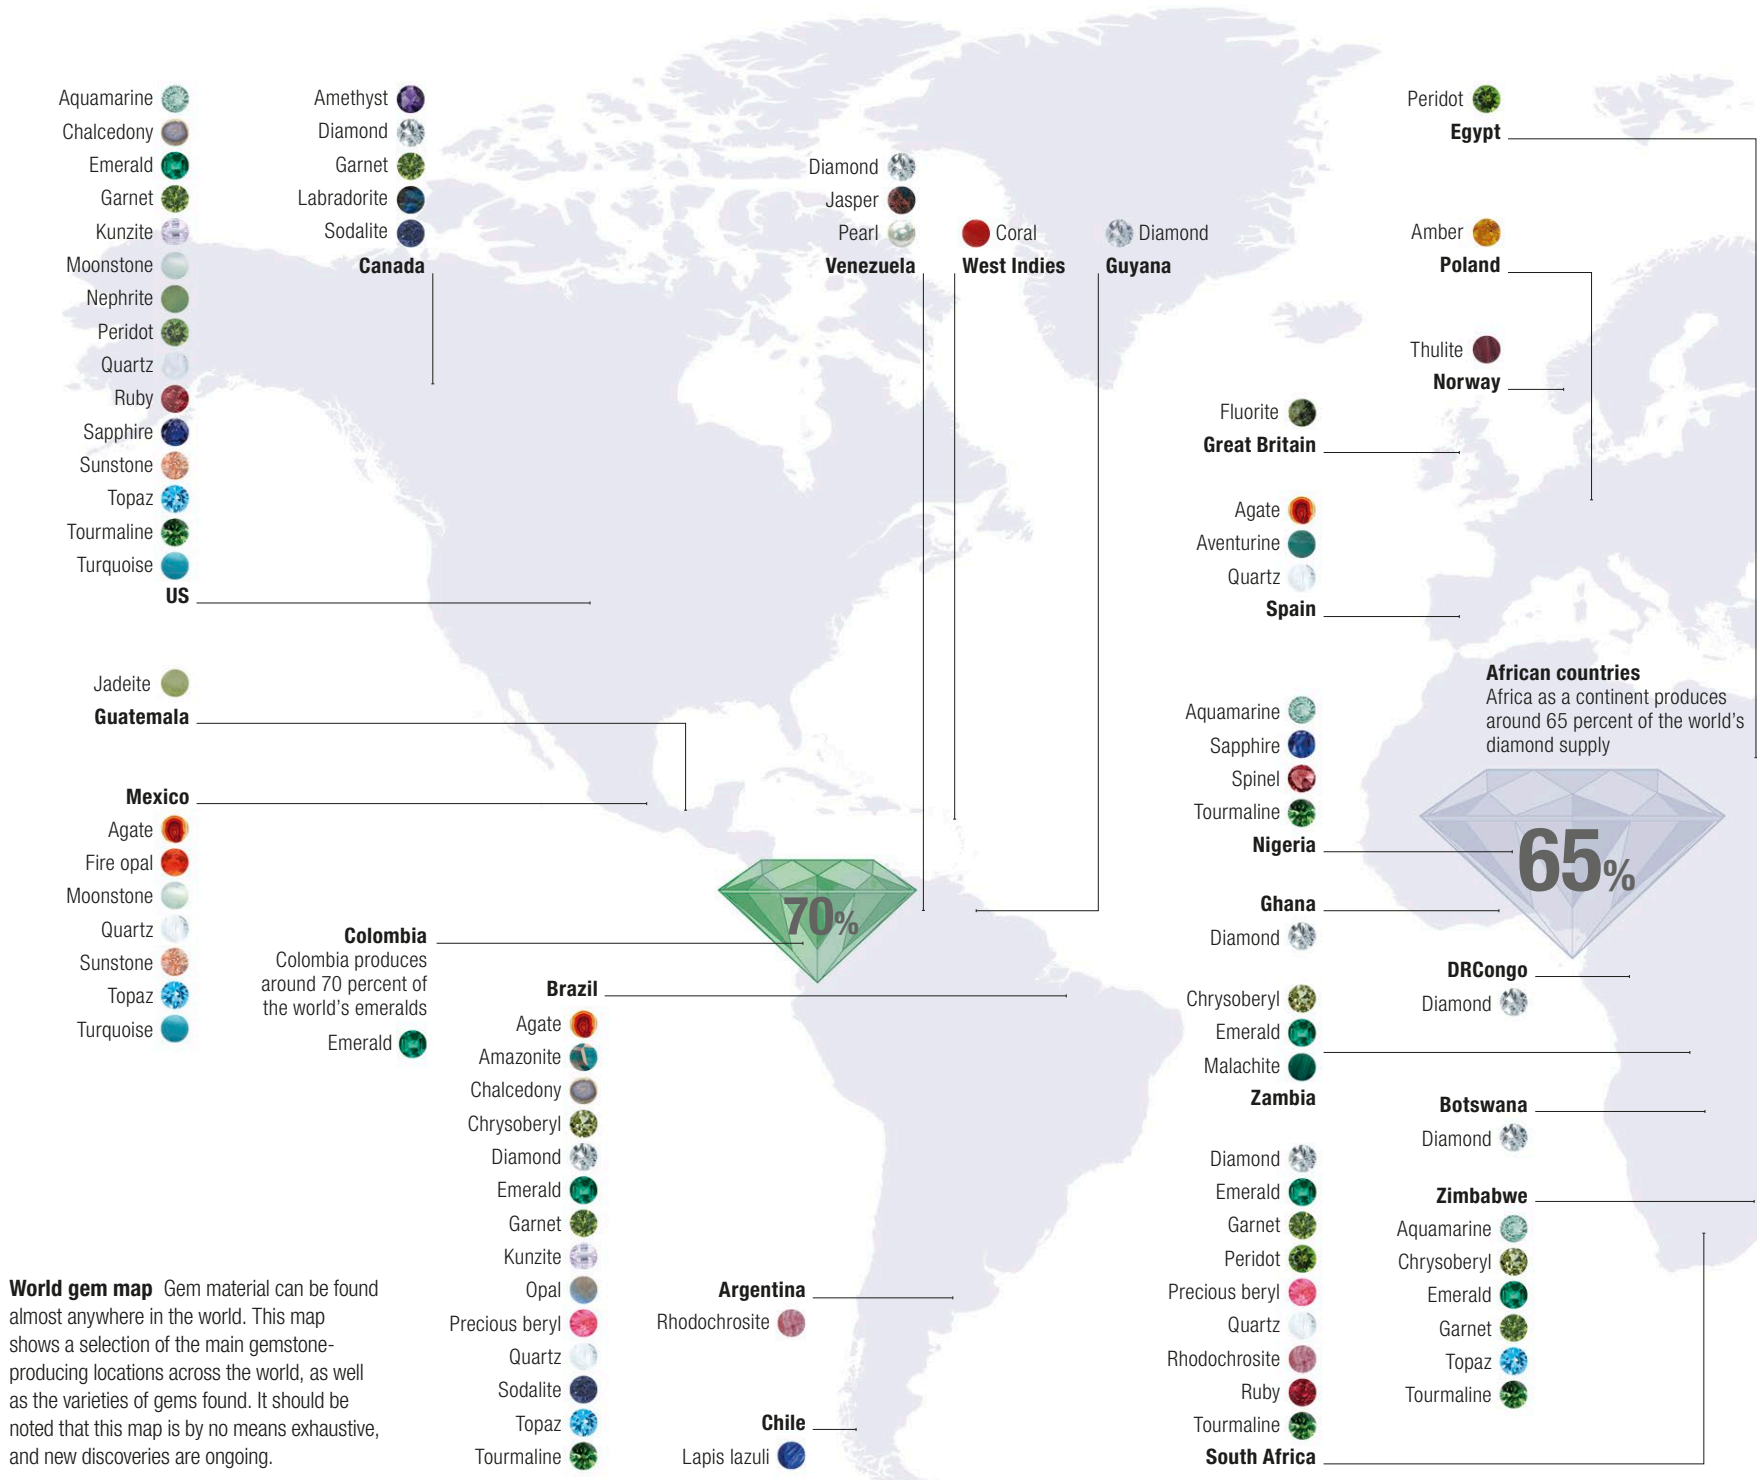 Aquamarine
Chalcedony
Emerald
Garnet
Kunzite
Moonstone
Nephrite
Peridot
Quartz
Ruby
Sapphire
Sunstone
Topaz
Tourmaline
Turquoise
US
Amethyst
Diamond
Garnet
Labradorite
Sodalite
Canada
Diamond
Jasper
Pearl
Venezuela
Coral
West Indies
Diamond
Guyana
Peridot
Egypt
Amber
Poland
Thulite
Norway
Fluorite
Great Britain
Agate
Aventurine
Quartz
Spain
Jadeite
Guatemala
Mexico
Agate
Fire opal
Moonstone
Quartz
Sunstone
Topaz
Turquoise
Colombia
Colombia produces
around 70 percent of
the world's emeralds
Emerald
70%
Brazil
Agate
Amazonite
Chalcedony
Chrysoberyl
Diamond
Emerald
Garnet
Kunzite
Opal
Precious beryl
Quartz
Sodalite
Topaz
Tourmaline
Argentina
Rhodochrosite
Chile
Lapis lazuli
African countries
Africa as a continent produces
around 65 percent of the world's
diamond supply
65%
Aquamarine
Sapphire
Spinel
Tourmaline
Nigeria
Ghana
Diamond
DRCongo
Diamond
Chrysoberyl
Emerald
Malachite
Zambia
Botswana
Diamond
Diamond
Emerald
Garnet
Peridot
Precious beryl
Quartz
Rhodochrosite
Ruby
Tourmaline
South Africa
Zimbabwe
Aquamarine
Chrysoberyl
Emerald
Garnet
Topaz
Tourmaline
World gem map Gem material can be found
almost anywhere in the world. This map
shows a selection of the main gemstone-
producing locations across the world, as well
as the varieties of gems found. It should be
noted that this map is by no means exhaustive,
and new discoveries are ongoing.